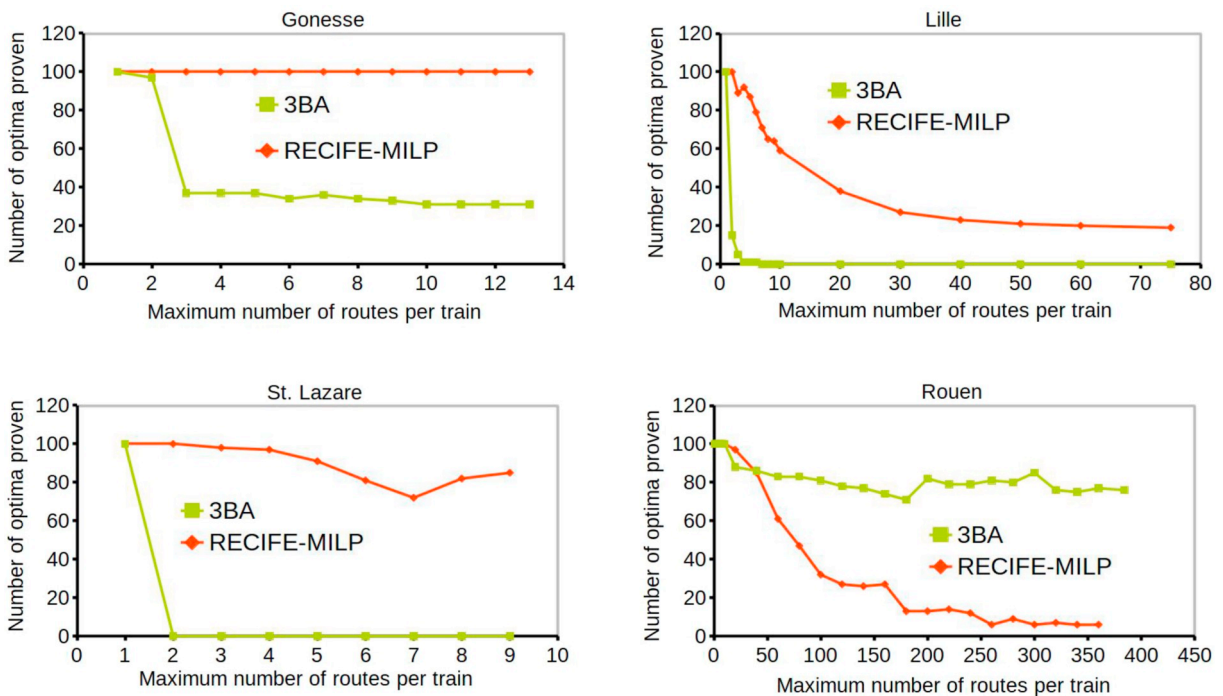 Gonesse
Number of optima proven
120
100
80
60
40
20
0
3BA
RECIFE-MILP
0 2 4 6 8 10 12 14
Maximum number of routes per train
Lille
Number of optima proven
120
100
80
60
40
20
0
3BA
RECIFE-MILP
0 10 20 30 40 50 60 70 80
Maximum number of routes per train
St. Lazare
Number of optima proven
120
100
80
60
40
20
0
3BA
RECIFE-MILP
0 1 2 3 4 5 6 7 8 9 10
Maximum number of routes per train
Rouen
Number of optima proven
120
100
80
60
40
20
0
3BA
RECIFE-MILP
0 50 100 150 200 250 300 350 400 450
Maximum number of routes per train